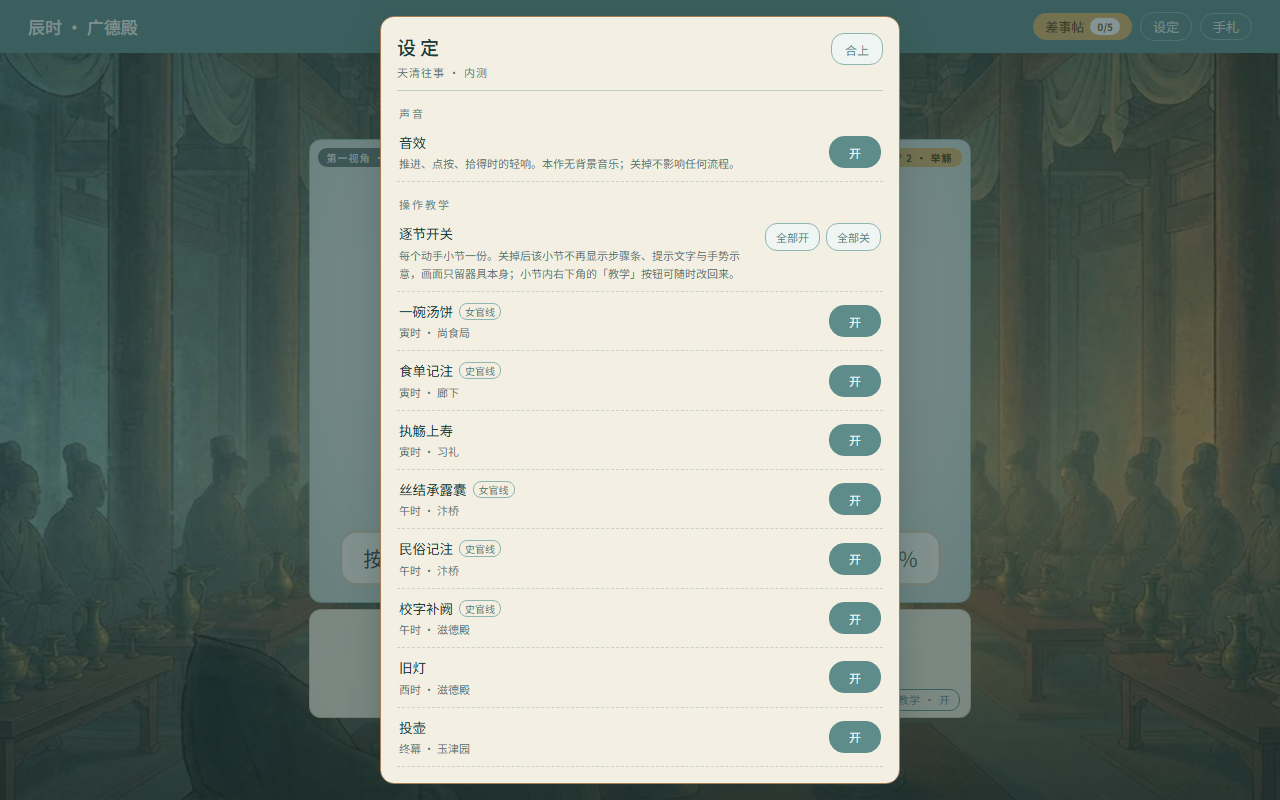 辰时 · 广德殿
差事帖 0/5 设定 手札
第一视角 ·
2 · 举觞
设定
合上
天清往事 · 内测
声音
音效
开
推进、点按、拾得时的轻响。本作无背景音乐；关掉不影响任何流程。
操作教学
逐节开关
全部开 全部关
每个动手小节一份。关掉后该小节不再显示步骤条、提示文字与手势示
意，画面只留器具本身；小节内右下角的「教学」按钮可随时改回来。
一碗汤饼 女官线
开
寅时 · 尚食局
食单记注 史官线
开
寅时 · 廊下
执觞上寿
开
寅时 · 习礼
丝结承露囊 女官线
开
午时 · 汴桥
民俗记注 史官线
开
午时 · 汴桥
按
%
校字补阙 史官线
开
午时 · 滋德殿
旧灯
开
酉时 · 滋德殿
教学 · 开
投壶
开
终幕 · 玉津园